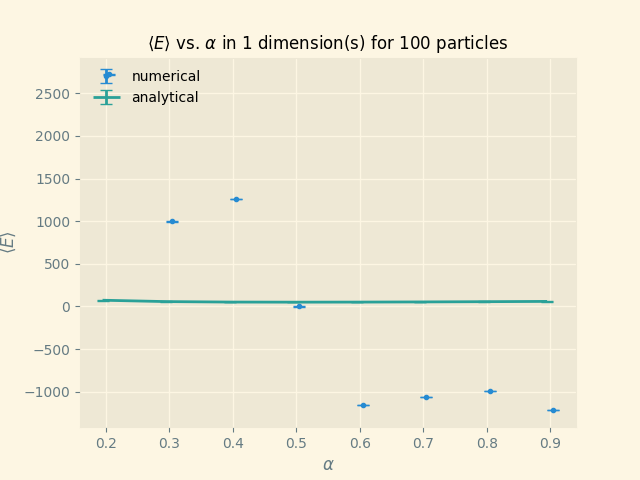 ⟨E⟩ vs. α in 1 dimension(s) for 100 particles
numerical
analytical
2500
2000
1500
1000
500
0
−500
−1000
⟨E⟩
0.2 0.3 0.4 0.5 0.6 0.7 0.8 0.9
α